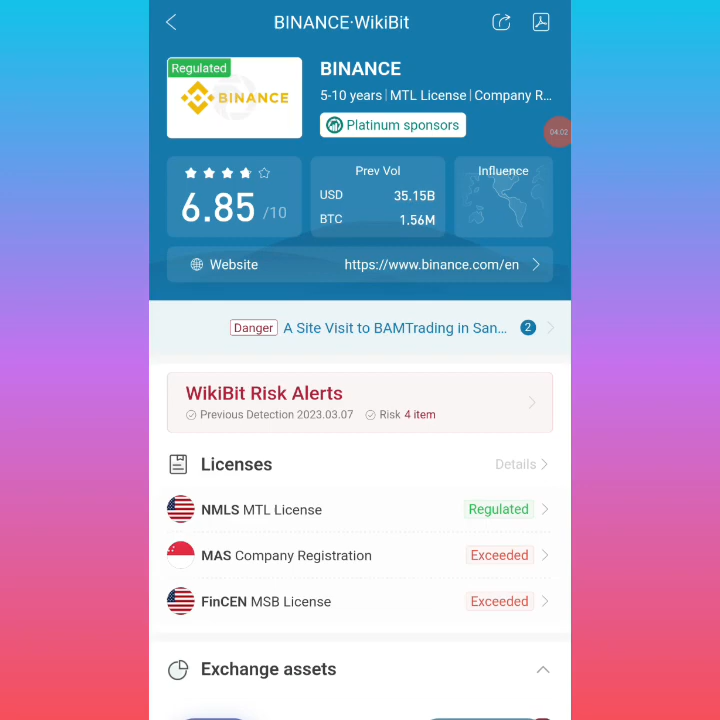 BINANCE·WikiBit
Regulated
BINANCE
BINANCE
5-10 years | MTL License | Company R...
Platinum sponsors
04:02
6.85 /10
Prev Vol
USD 35.15B
BTC 1.56M
Influence
Website https://www.binance.com/en
Danger A Site Visit to BAMTrading in San... 2
WikiBit Risk Alerts
Previous Detection 2023.03.07 Risk 4 item
Licenses Details
NMLS MTL License Regulated
MAS Company Registration Exceeded
FinCEN MSB License Exceeded
Exchange assets